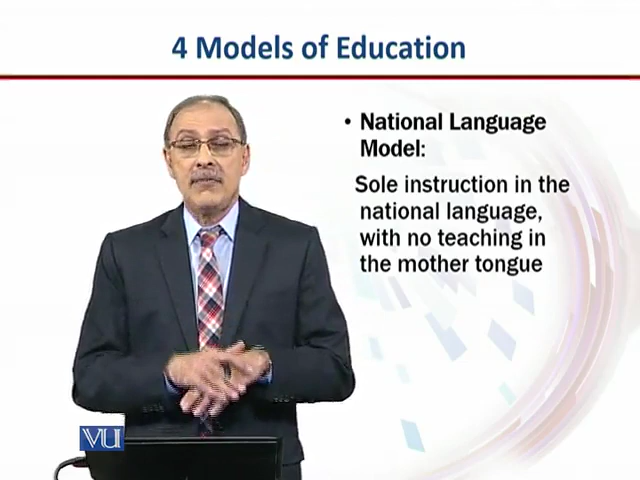 4 Models of Education
• National Language
Model:
Sole instruction in the
national language,
with no teaching in
the mother tongue
VU